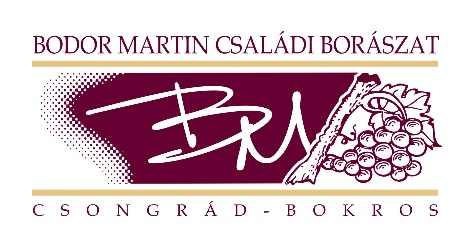 BODOR MARTIN CSALÁDI BORÁSZAT
BM
CSONGRÁD-BOKROS